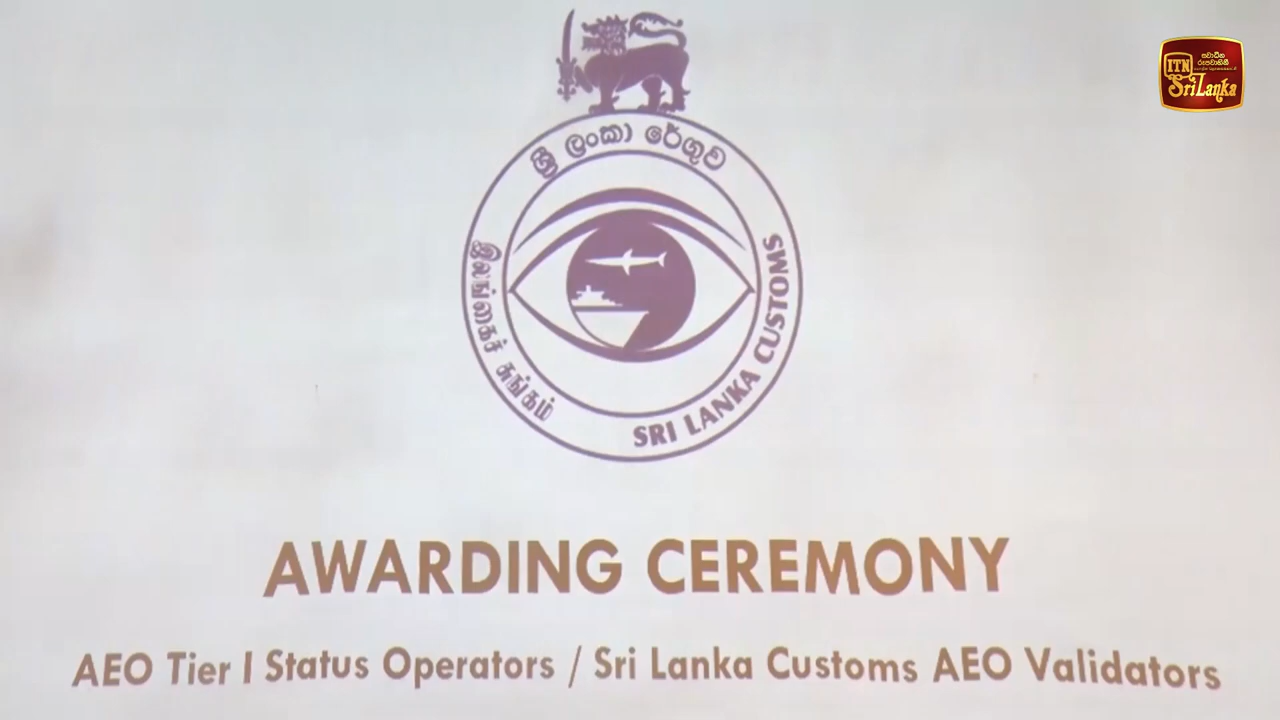 ITN
ස්වාධීන
රූපවාහිනී
Sri Lanka
ශ්‍රී ලංකා රේගුව
இலங்கைச் சுங்கம்
SRI LANKA CUSTOMS
AWARDING CEREMONY
AEO Tier I Status Operators / Sri Lanka Customs AEO Validators